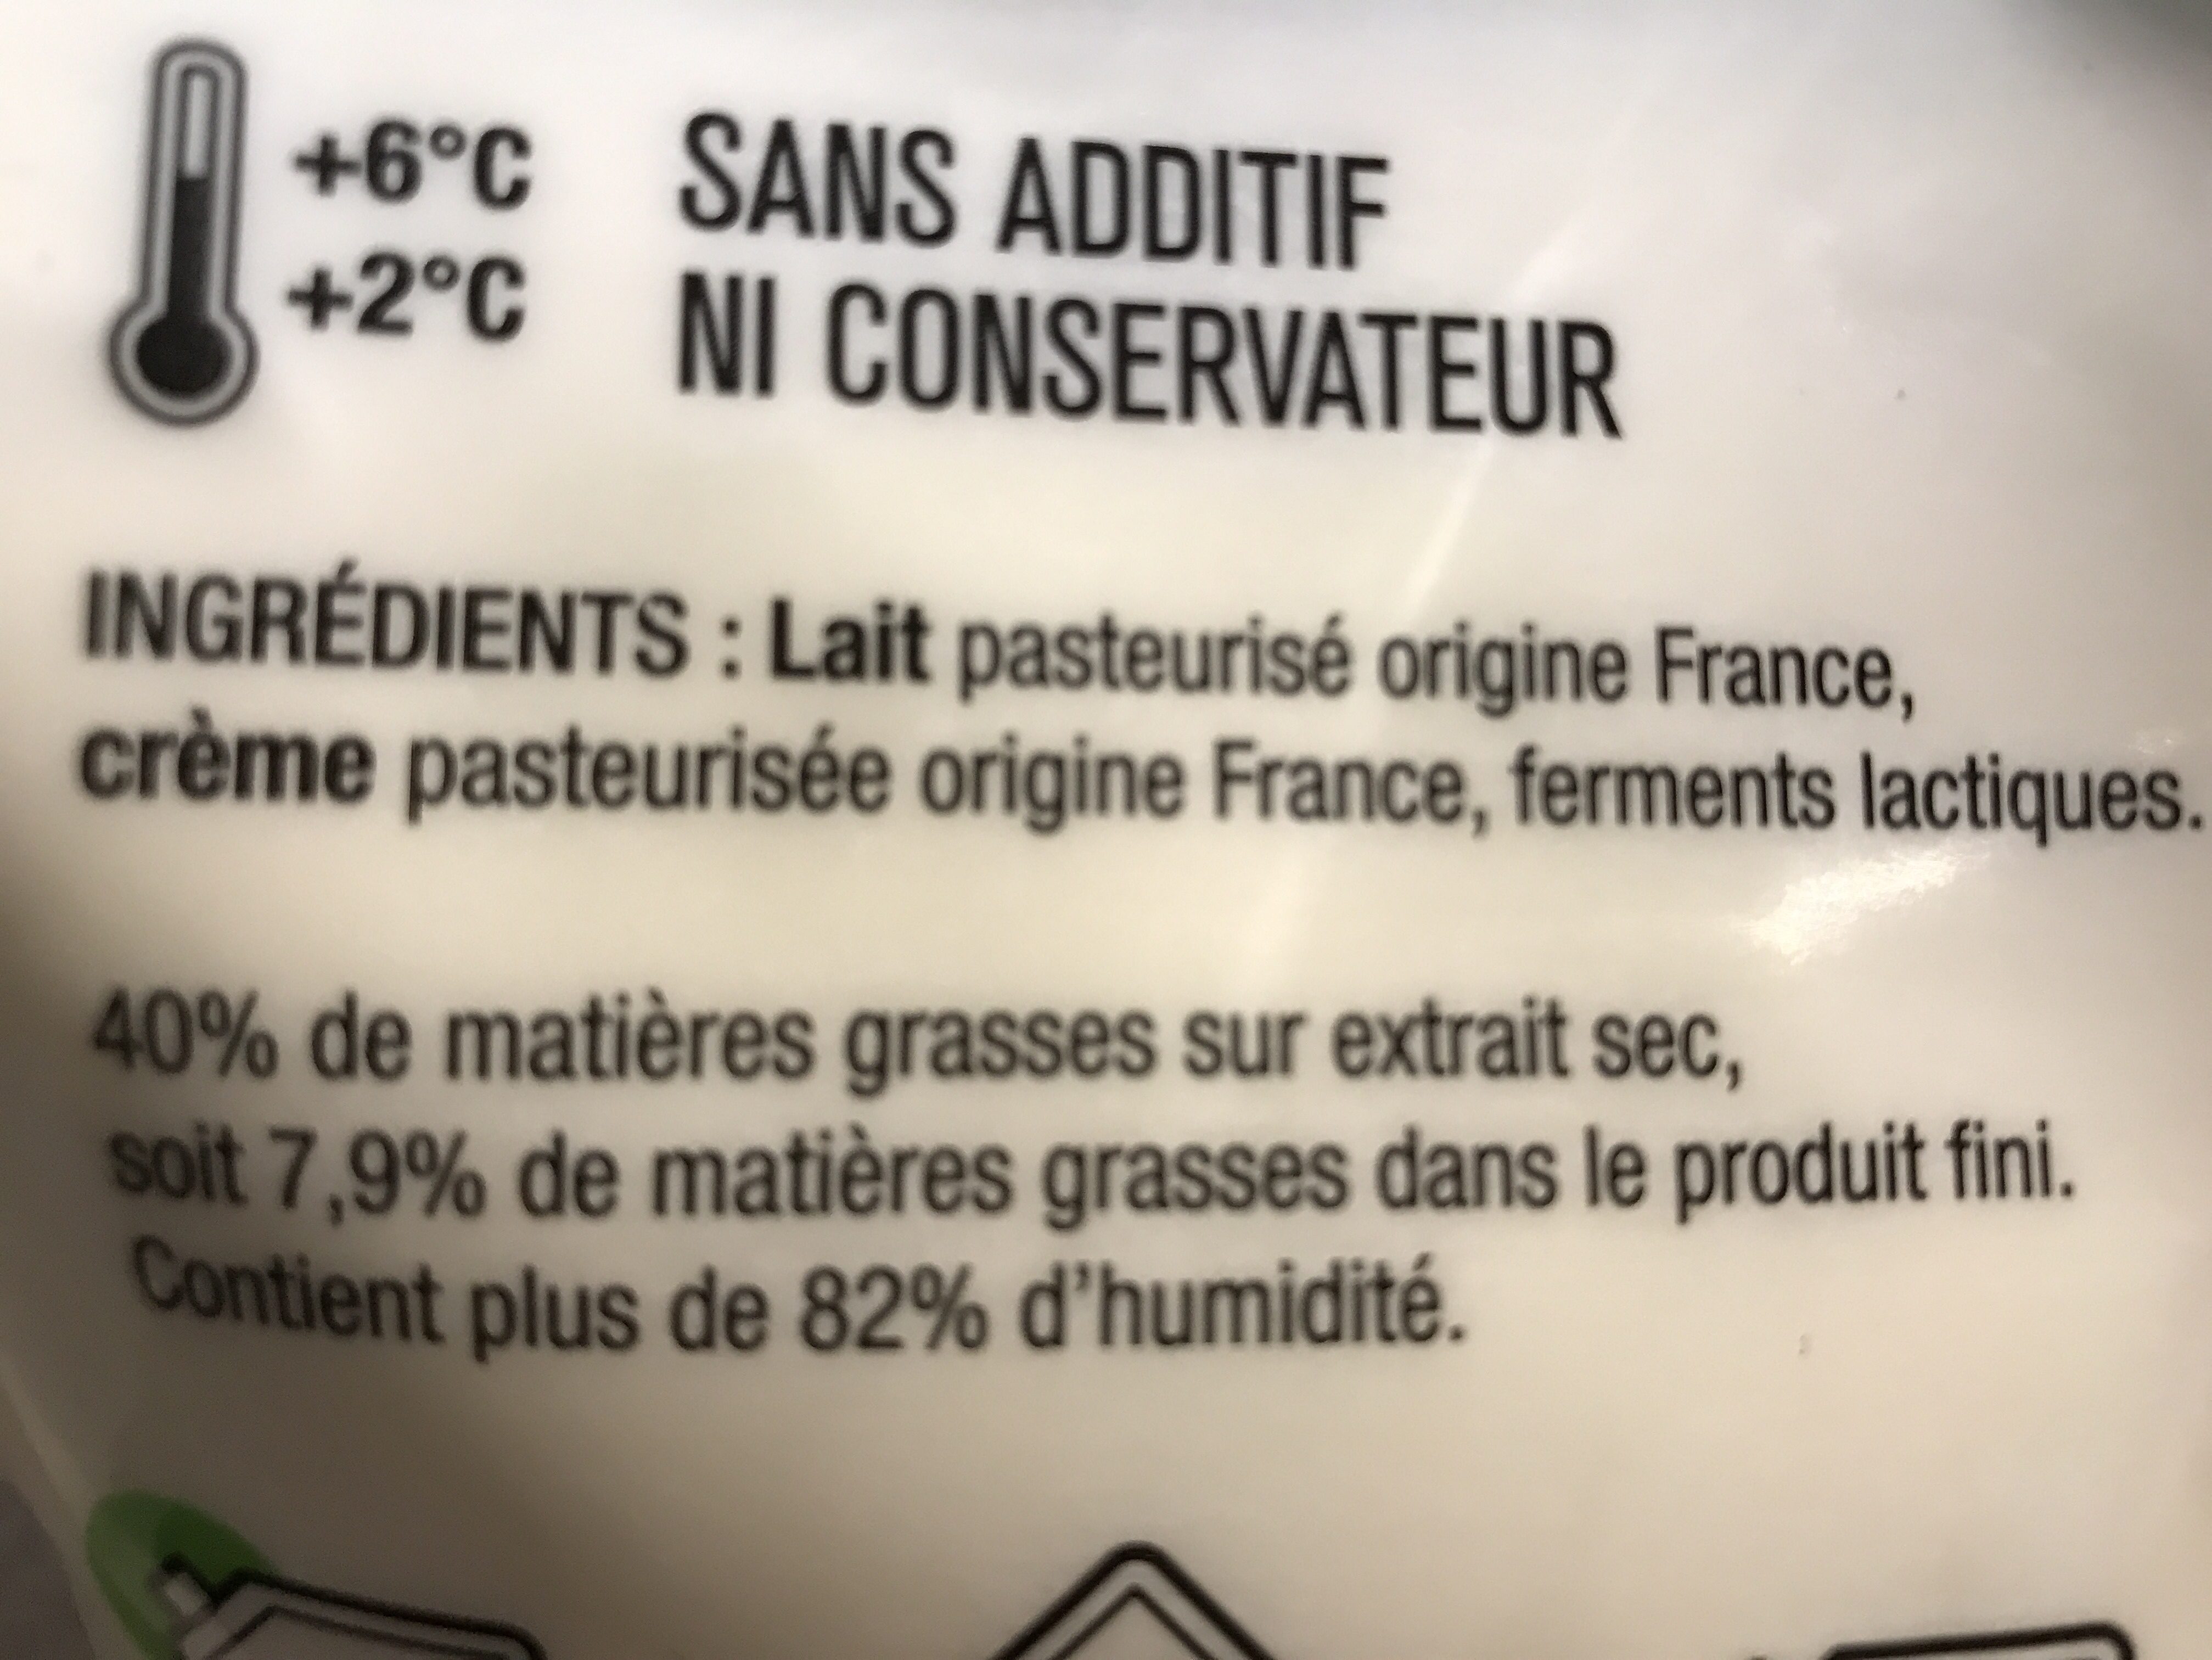 +6°C
+2°C
SANS ADDITIF
NI CONSERVATEUR
INGRÉDIENTS : Lait pasteurisé origine France,
crème pasteurisée origine France, ferments lactiques.
40% de matières grasses sur extrait sec,
soit 7,9% de matières grasses dans le produit fini.
Contient plus de 82% d'humidité.